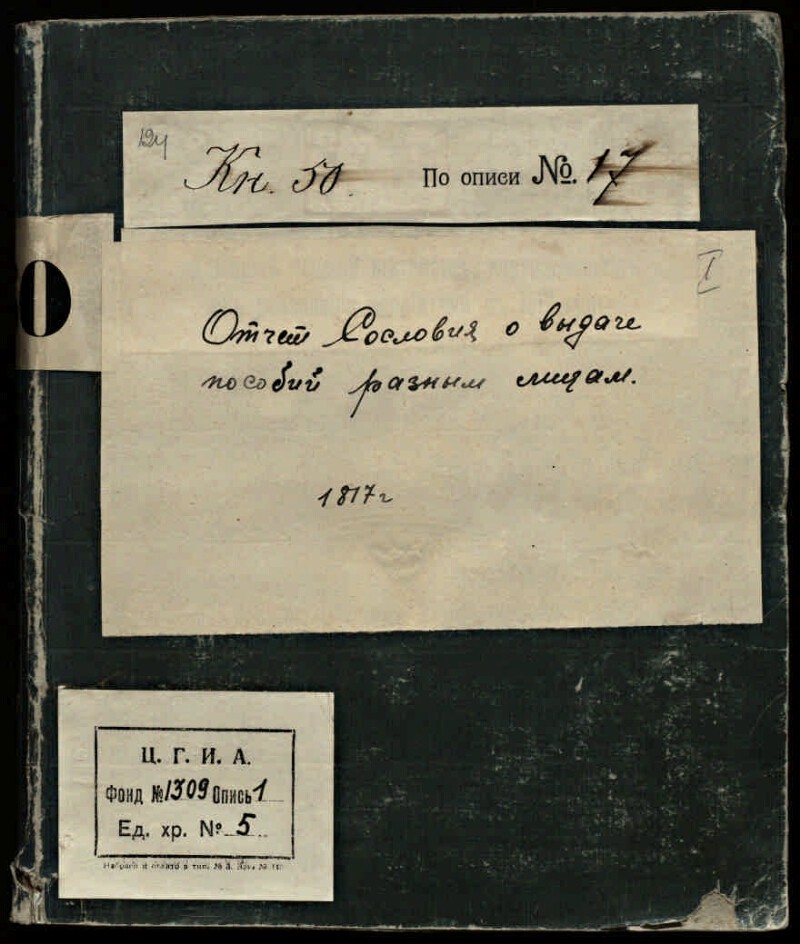 124
Кн. 50. По описи №. 17
0
I
Отчет Сословия о выдаче
пособий разным лицам.
1817 г
Ц. Г. И. А.
Фонд № 1309 Опись 1
Ед. хр. № 5